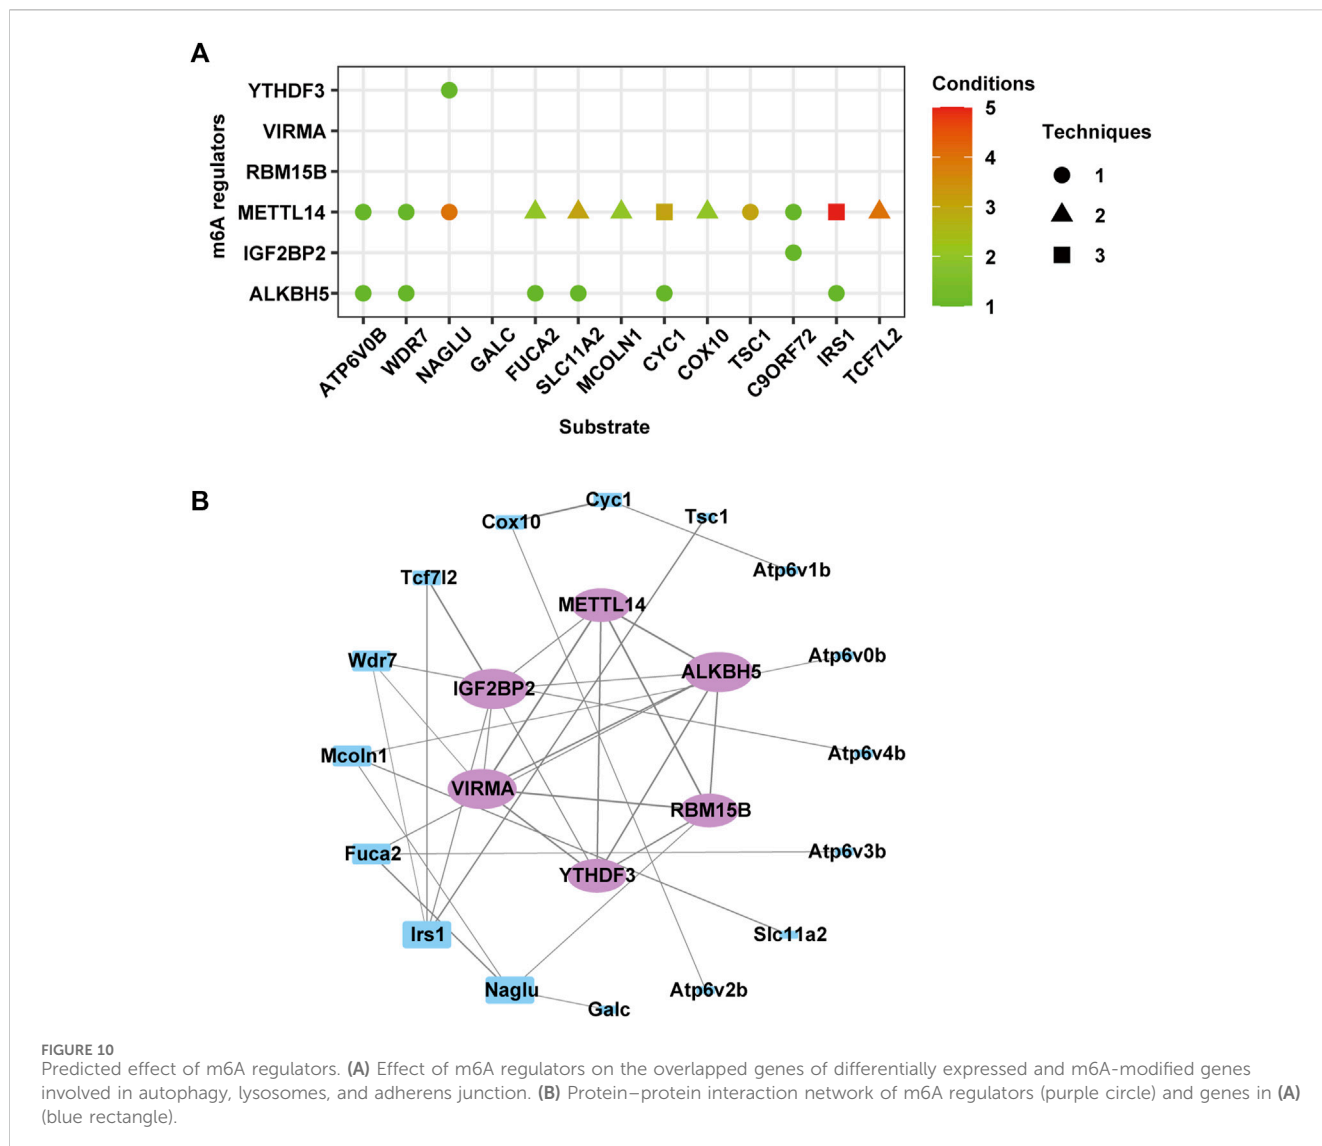 A
YTHDF3
VIRMA
RBM15B
METTL14
IGF2BP2
ALKBH5
m6A regulators
ATP6V0B
WDR7
NAGLU
GALC
FUCA2
SLC11A2
MCOLN1
CYC1
COX10
TSC1
C9ORF72
IRS1
TCF7L2
Substrate
Conditions
5
4
3
2
1
Techniques
1
2
3
B
Cyc1
Cox10
Tsc1
Atp6v1b
Tcf7l2
METTL14
Wdr7
Atp6v0b
ALKBH5
IGF2BP2
Mcoln1
Atp6v4b
VIRMA
RBM15B
Fuca2
Atp6v3b
YTHDF3
Irs1
Slc11a2
Naglu
Atp6v2b
Galc
FIGURE 10
Predicted effect of m6A regulators. (A) Effect of m6A regulators on the overlapped genes of differentially expressed and m6A-modified genes
involved in autophagy, lysosomes, and adherens junction. (B) Protein–protein interaction network of m6A regulators (purple circle) and genes in (A)
(blue rectangle).